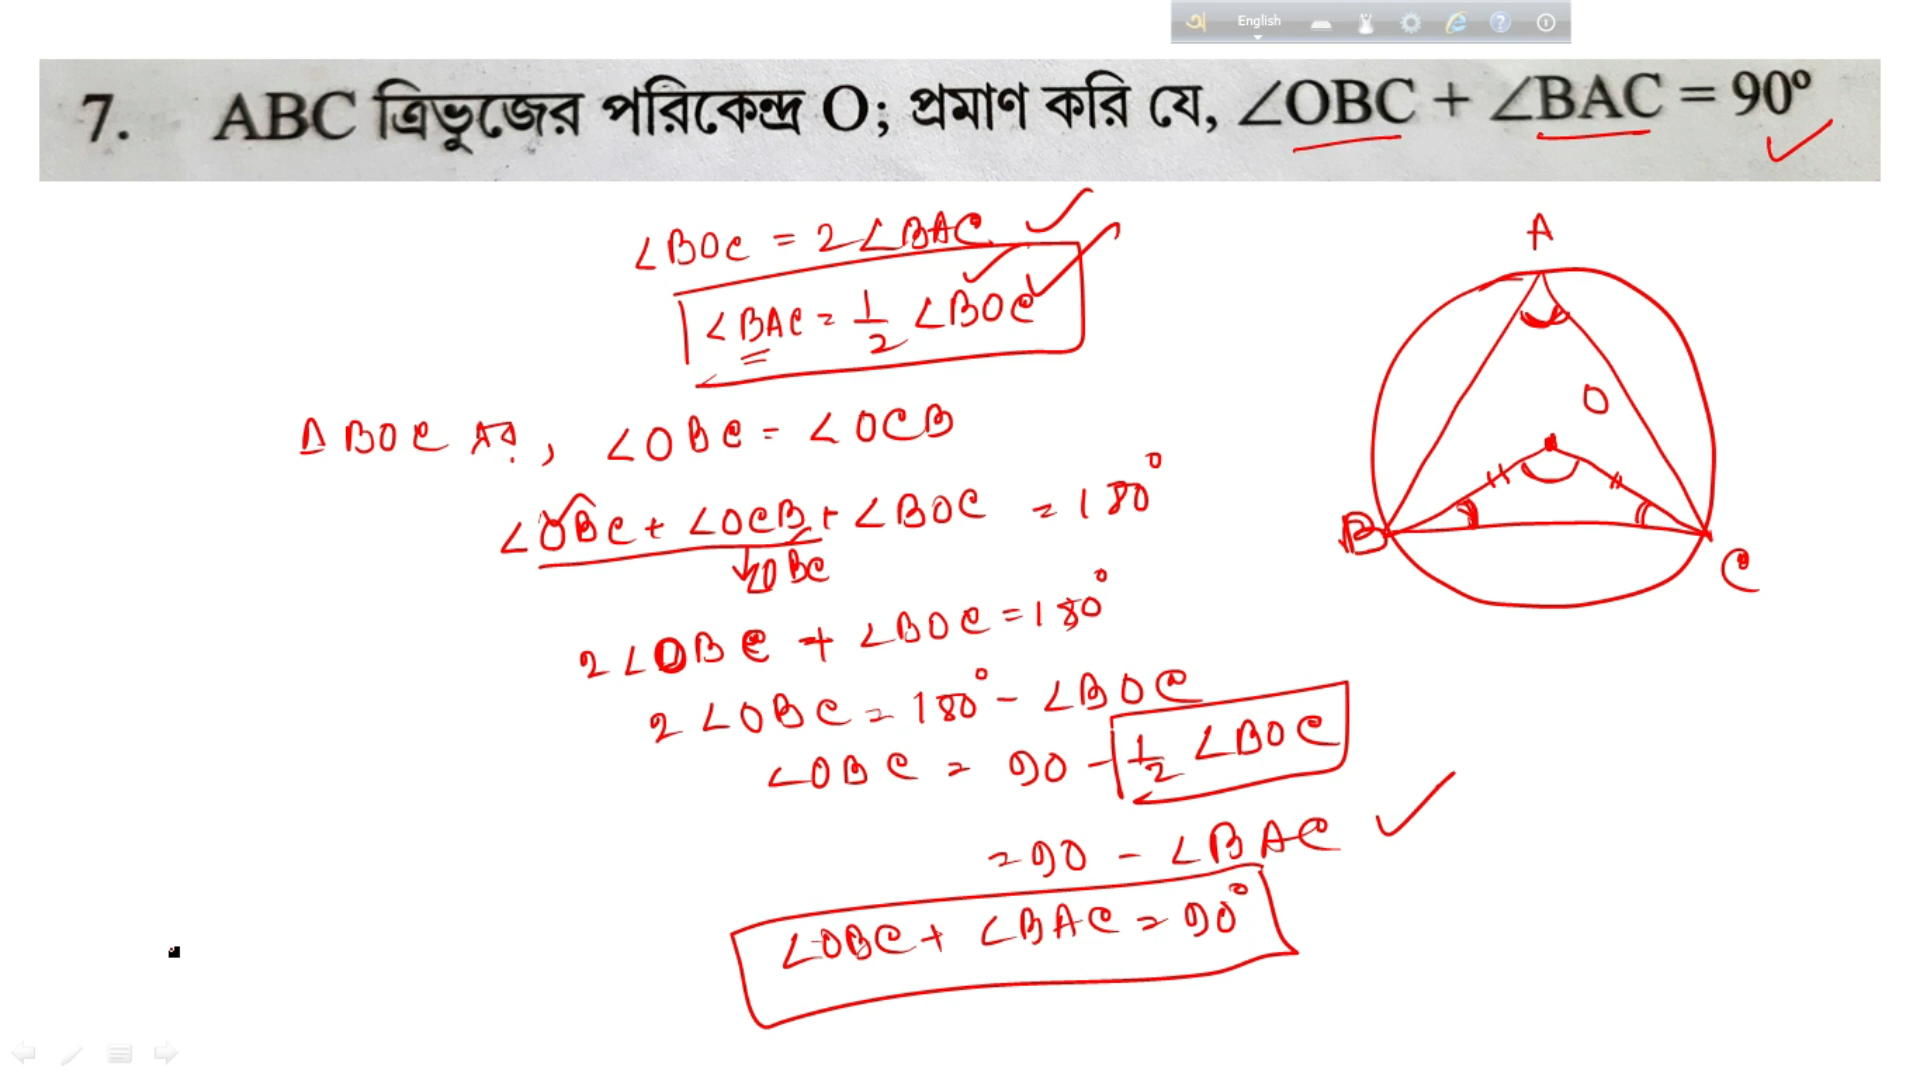 English
7. ABC ত্রিভুজের পরিকেন্দ্র O; প্রমাণ করি যে, ∠OBC + ∠BAC = 90°
∠BOC = 2∠BAC
∠BAC = 1/2 ∠BOC
Δ BOC এর, ∠OBC = ∠OCB
∠OBC + ∠OCB + ∠BOC = 180°
∠OBC
2∠OBC + ∠BOC = 180°
2∠OBC = 180° - ∠BOC
∠OBC = 90 - 1/2 ∠BOC
= 90 - ∠BAC
∠OBC + ∠BAC = 90°
A
O
B
C